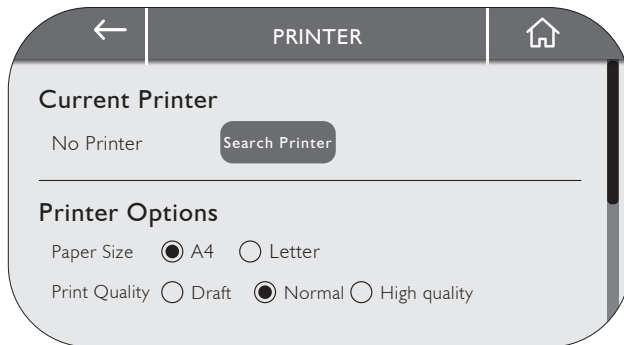 PRINTER
Current Printer
No Printer Search Printer
Printer Options
Paper Size A4 Letter
Print Quality Draft Normal High quality